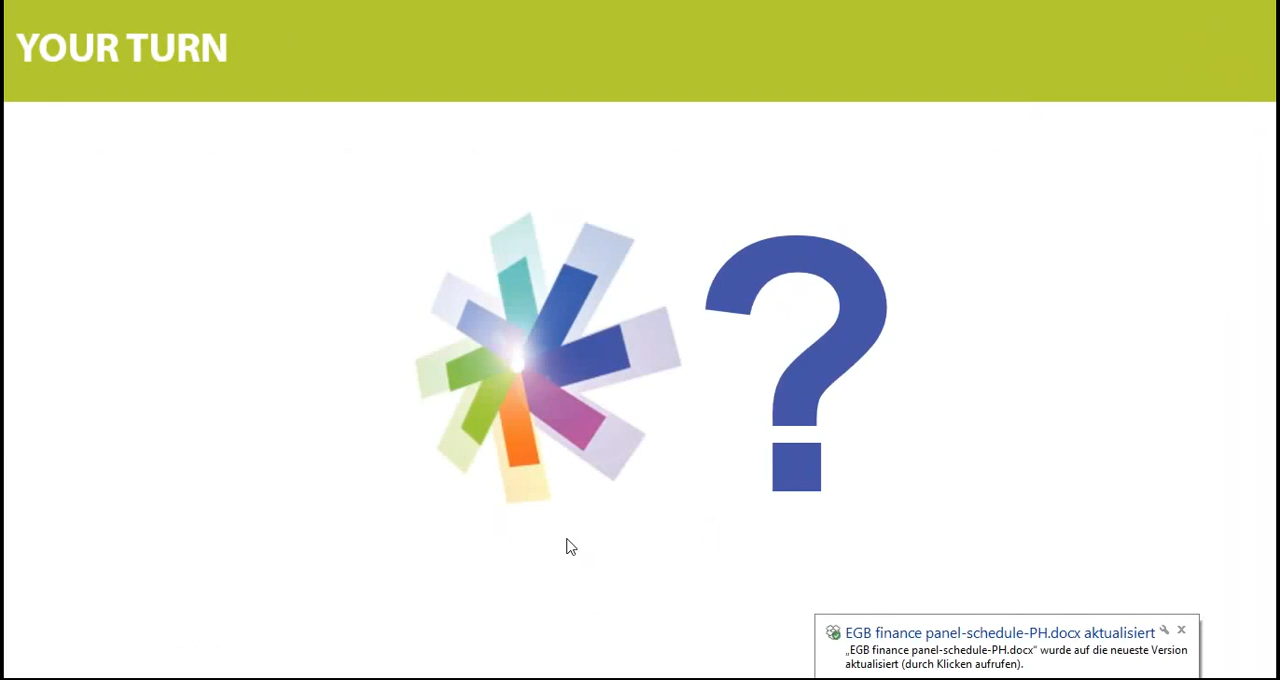 YOUR TURN
?
EGB finance panel-schedule-PH.docx aktualisiert
„EGB finance panel-schedule-PH.docx“ wurde auf die neueste Version
aktualisiert (durch Klicken aufrufen).